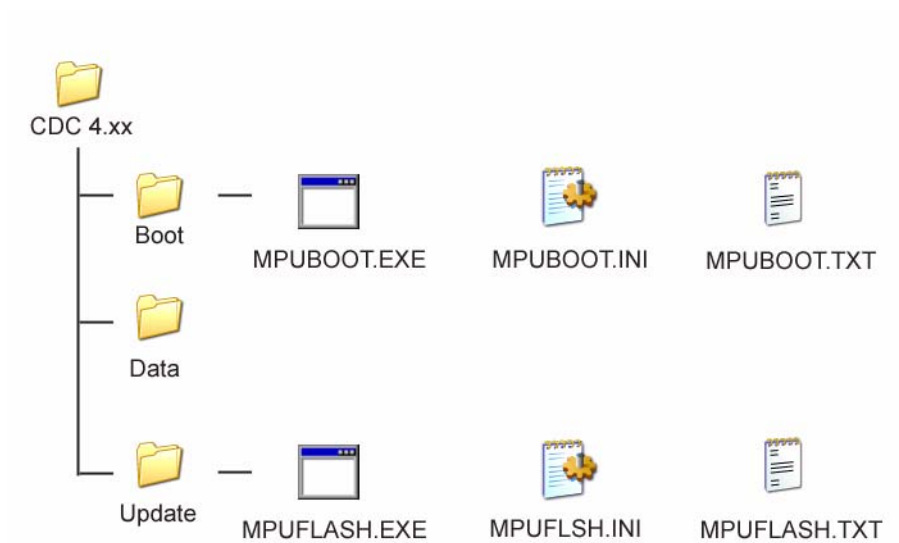 CDC 4.xx
Boot
MPUBOOT.EXE
MPUBOOT.INI
MPUBOOT.TXT
Data
Update
MPUFLASH.EXE
MPUFLSH.INI
MPUFLASH.TXT